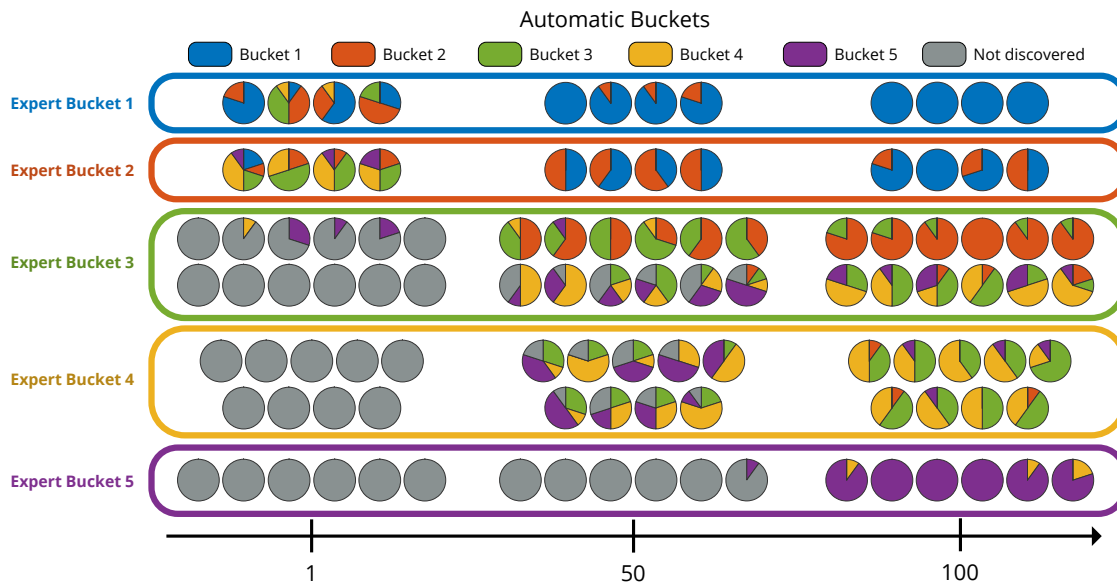 Automatic Buckets
Bucket 1
Bucket 2
Bucket 3
Bucket 4
Bucket 5
Not discovered
Expert Bucket 1
Expert Bucket 2
Expert Bucket 3
Expert Bucket 4
Expert Bucket 5
1
50
100